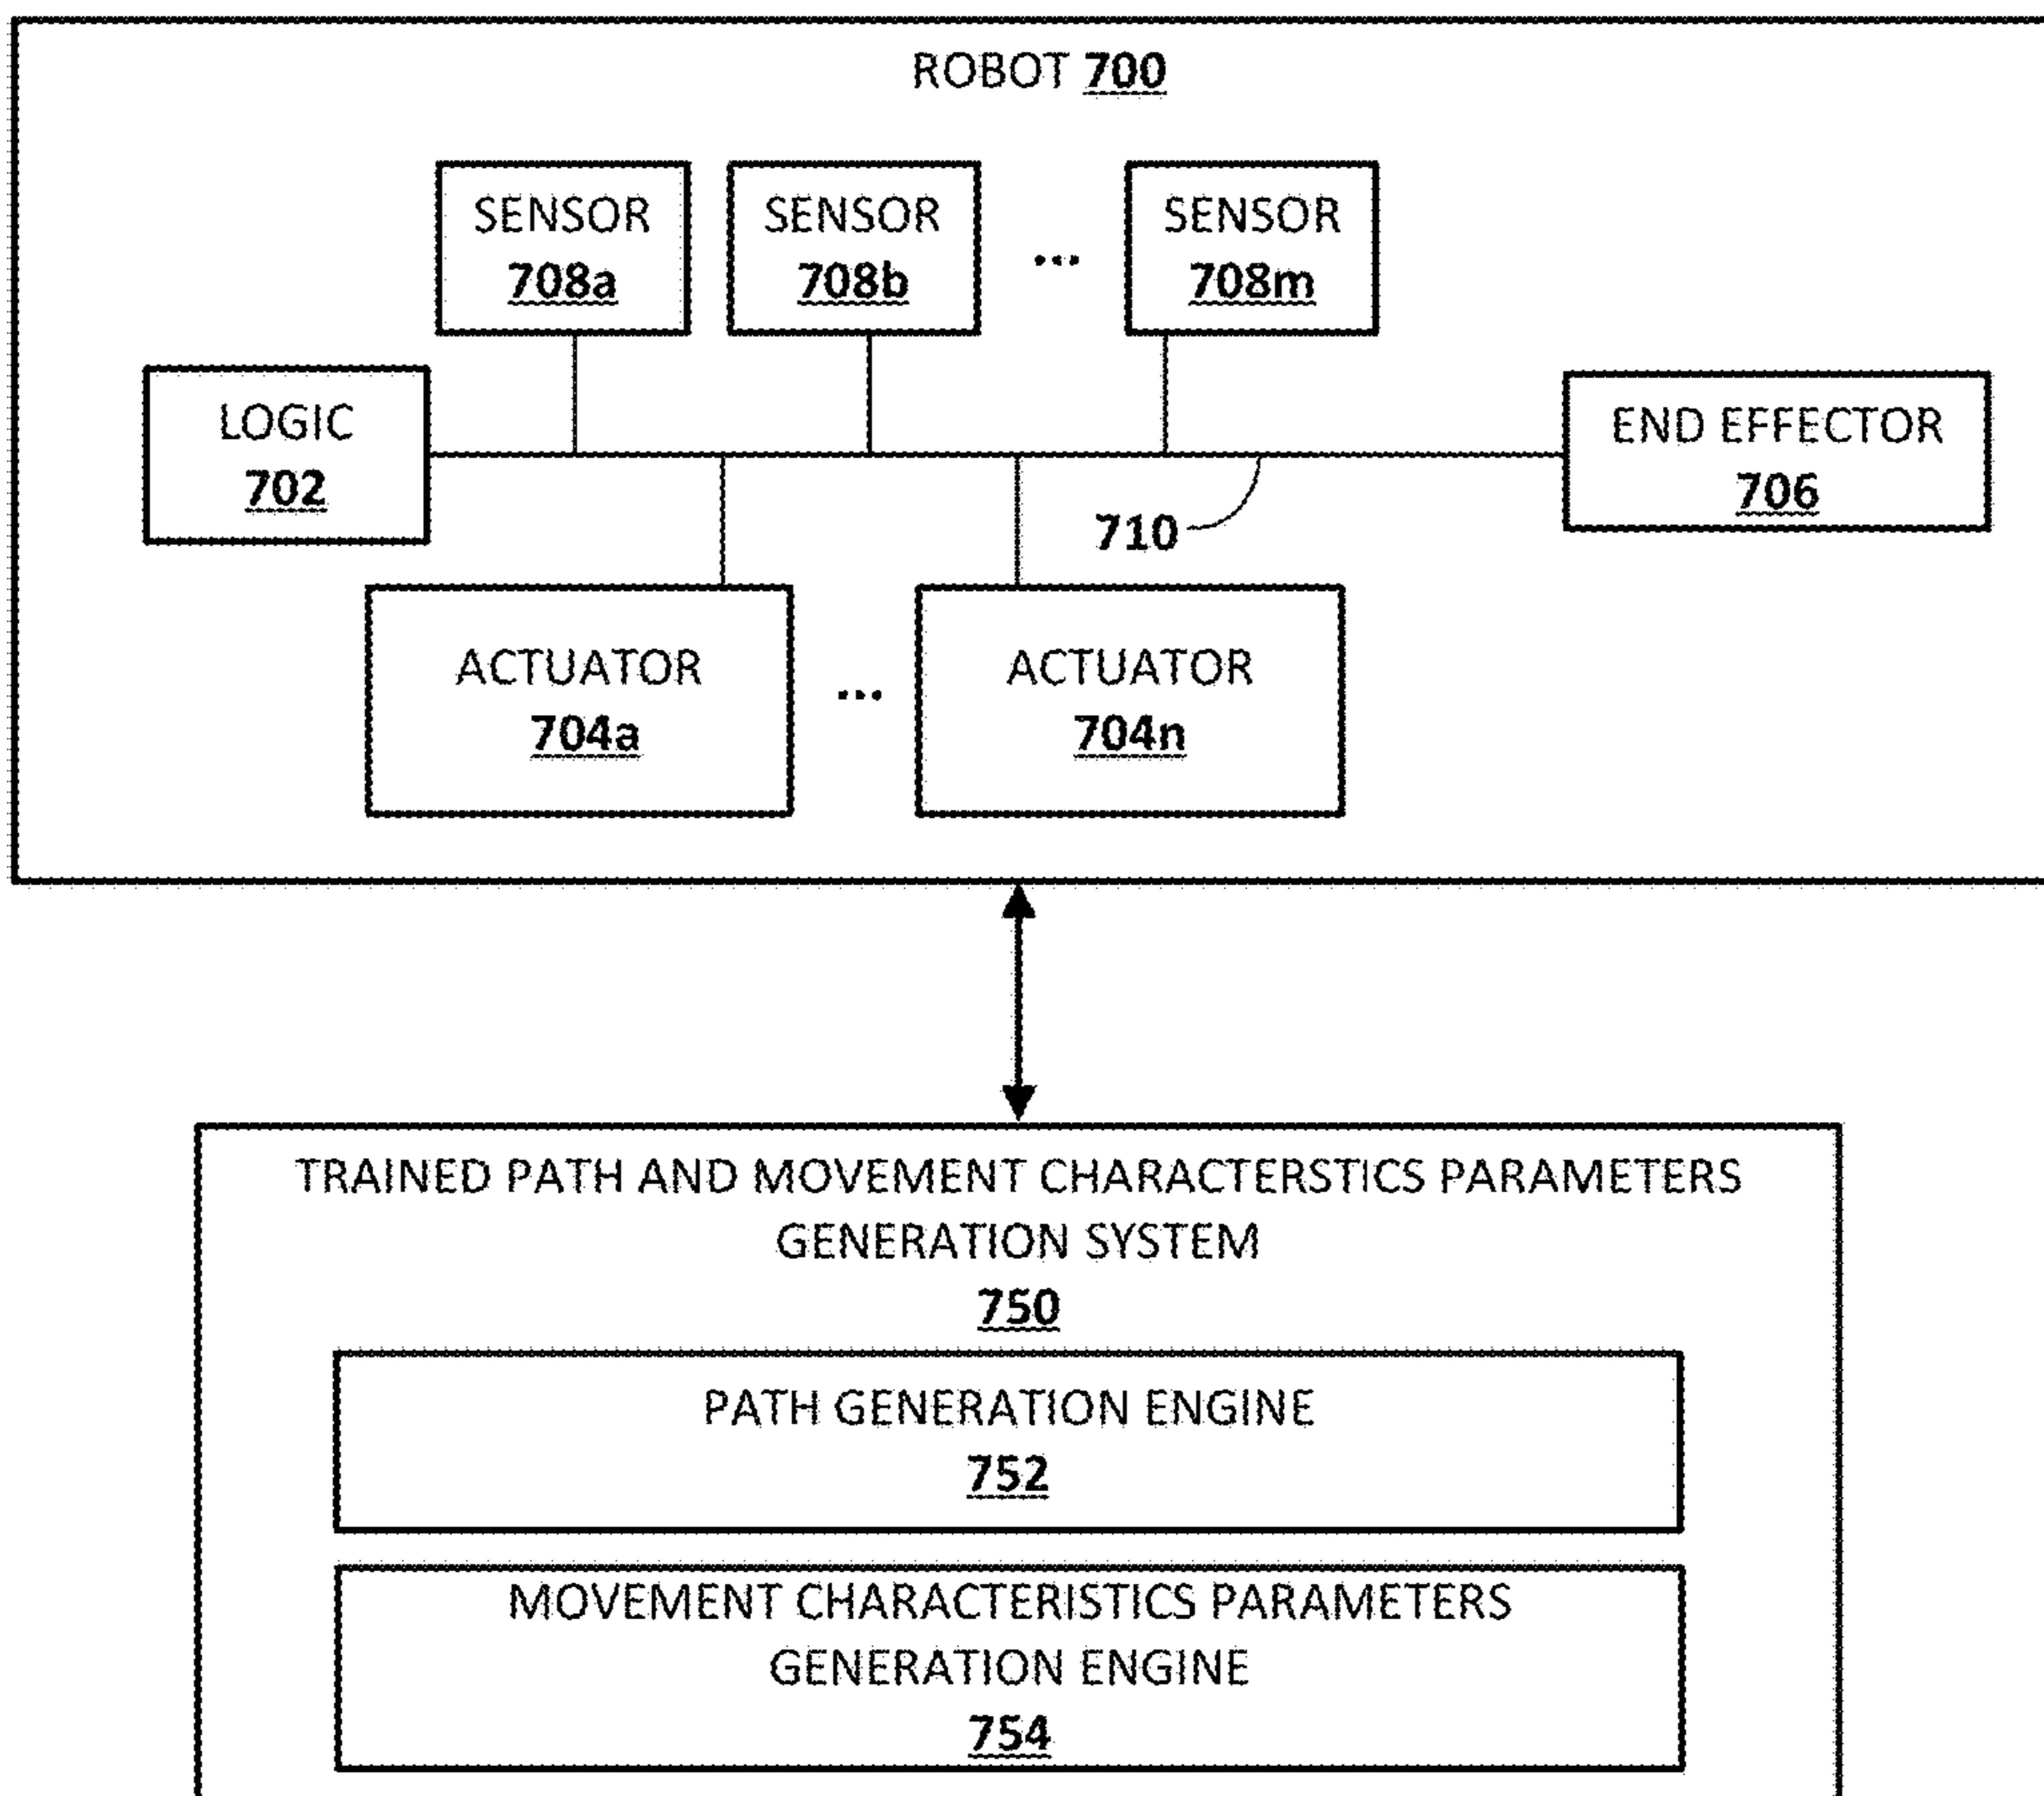 ROBOT 700
SENSOR
708a
SENSOR
708b
...
SENSOR
708m
LOGIC
702
END EFFECTOR
706
710
ACTUATOR
704a
...
ACTUATOR
704n
TRAINED PATH AND MOVEMENT CHARACTERSTICS PARAMETERS
GENERATION SYSTEM
750
PATH GENERATION ENGINE
752
MOVEMENT CHARACTERISTICS PARAMETERS
GENERATION ENGINE
754